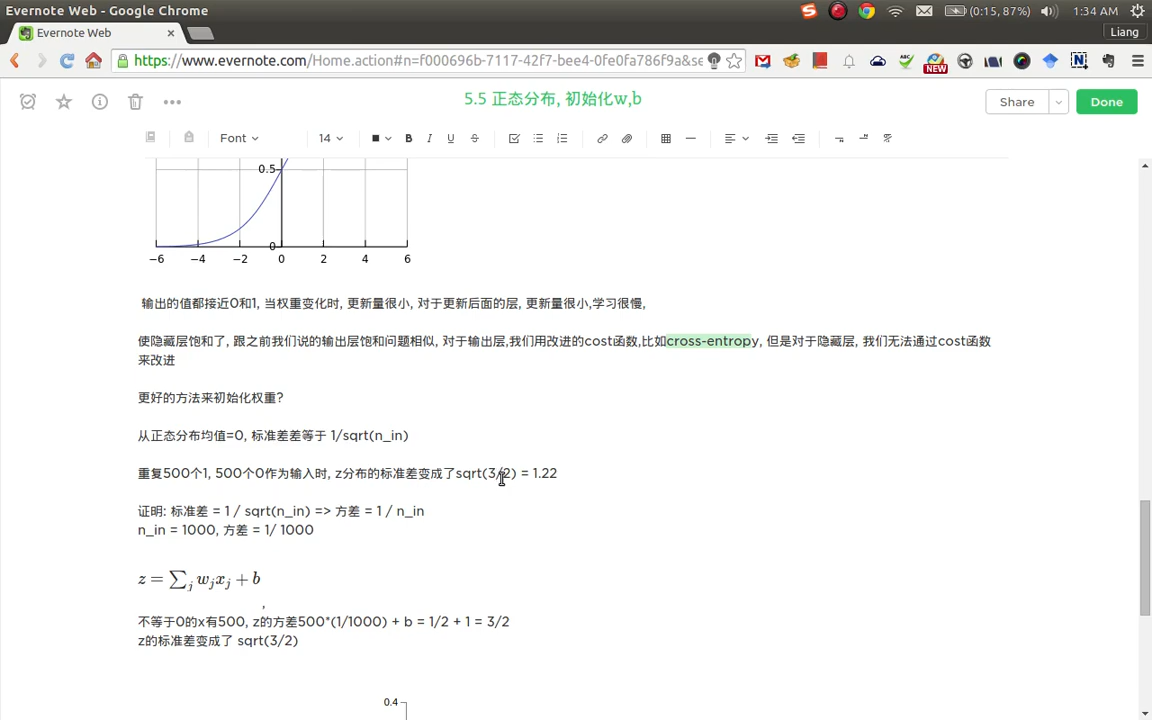 Evernote Web - Google Chrome
(0:15, 87%)
1:34 AM
Evernote Web
Liang
https://www.evernote.com/Home.action#n=f000696b-7117-42f7-bee4-0fe0fa786f9a&se
NEW
5.5 正态分布, 初始化w,b
Share
Done
Font
14
B I U S
0.5
0
−6 −4 −2 0 2 4 6
输出的值都接近0和1, 当权重变化时, 更新量很小, 对于更新后面的层, 更新量很小,学习很慢,
使隐藏层饱和了, 跟之前我们说的输出层饱和问题相似, 对于输出层,我们用改进的cost函数,比如cross-entropy, 但是对于隐藏层, 我们无法通过cost函数
来改进
更好的方法来初始化权重?
从正态分布均值=0, 标准差差等于 1/sqrt(n_in)
重复500个1, 500个0作为输入时, z分布的标准差变成了sqrt(3/2) = 1.22
证明: 标准差 = 1 / sqrt(n_in) => 方差 = 1 / n_in
n_in = 1000, 方差 = 1/ 1000
z = ∑_j w_j x_j + b
,
不等于0的x有500, z的方差500*(1/1000) + b = 1/2 + 1 = 3/2
z的标准差变成了 sqrt(3/2)
0.4